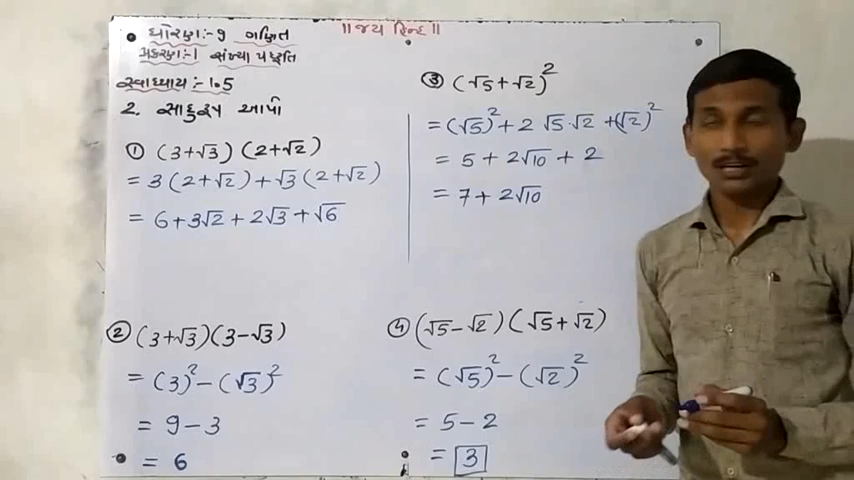 ધોરણ:- 9 ગણિત
॥ જય હિન્દ ॥
પ્રકરણ:-1 સંખ્યા પદ્ધતિ
સ્વાધ્યાય:- 1.5
2. સાદુરૂપ આપો
① (3+√3) (2+√2)
= 3(2+√2)+√3(2+√2)
= 6+3√2+2√3+√6
② (3+√3)(3-√3)
= (3)²-(√3)²
= 9-3
= 6
③ (√5+√2)²
= (√5)²+2 √5.√2 +(√2)²
= 5+2√10+2
= 7+2√10
④ (√5-√2)(√5+√2)
= (√5)²-(√2)²
= 5-2
= 3